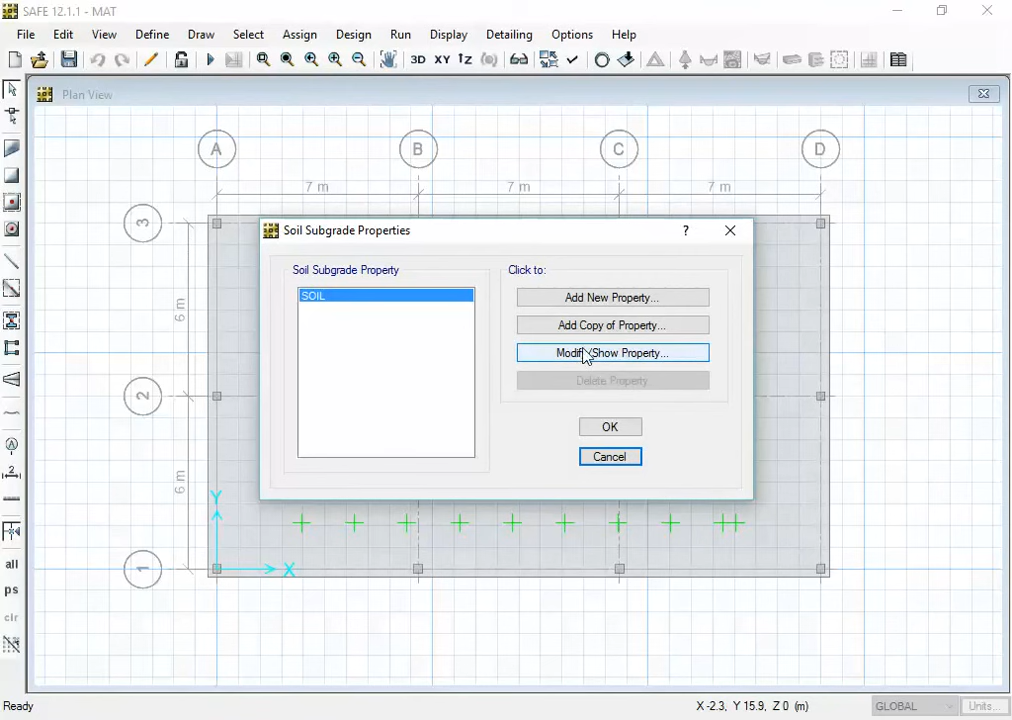 SAFE 12.1.1 - MAT
File Edit View Define Draw Select Assign Design Run Display Detailing Options Help
3D XY
Plan View
A B C D
7 m 7 m 7 m
3
6 m
2
6 m
1
Y
X
Soil Subgrade Properties
?
Soil Subgrade Property
SOIL
Click to:
Add New Property...
Add Copy of Property...
Modify/Show Property...
Delete Property
OK
Cancel
all
ps
clr
Ready
X -2.3, Y 15.9, Z 0 (m)
GLOBAL
Units...